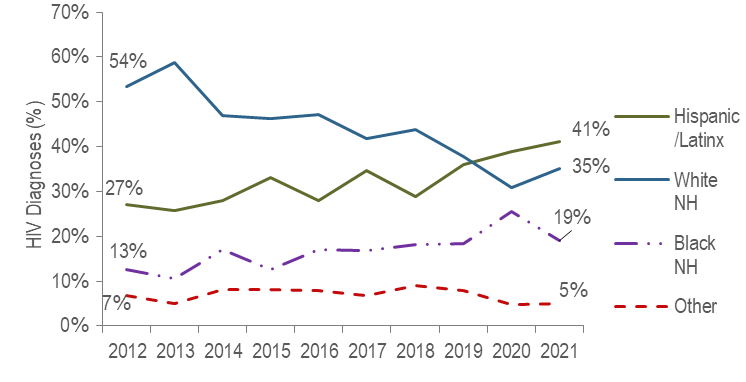 70%
60%
50%
40%
30%
20%
10%
0%
HIV Diagnoses (%)
54%
27%
13%
7%
41%
35%
19%
5%
2012 2013 2014 2015 2016 2017 2018 2019 2020 2021
Hispanic
/Latinx
White
NH
Black
NH
Other